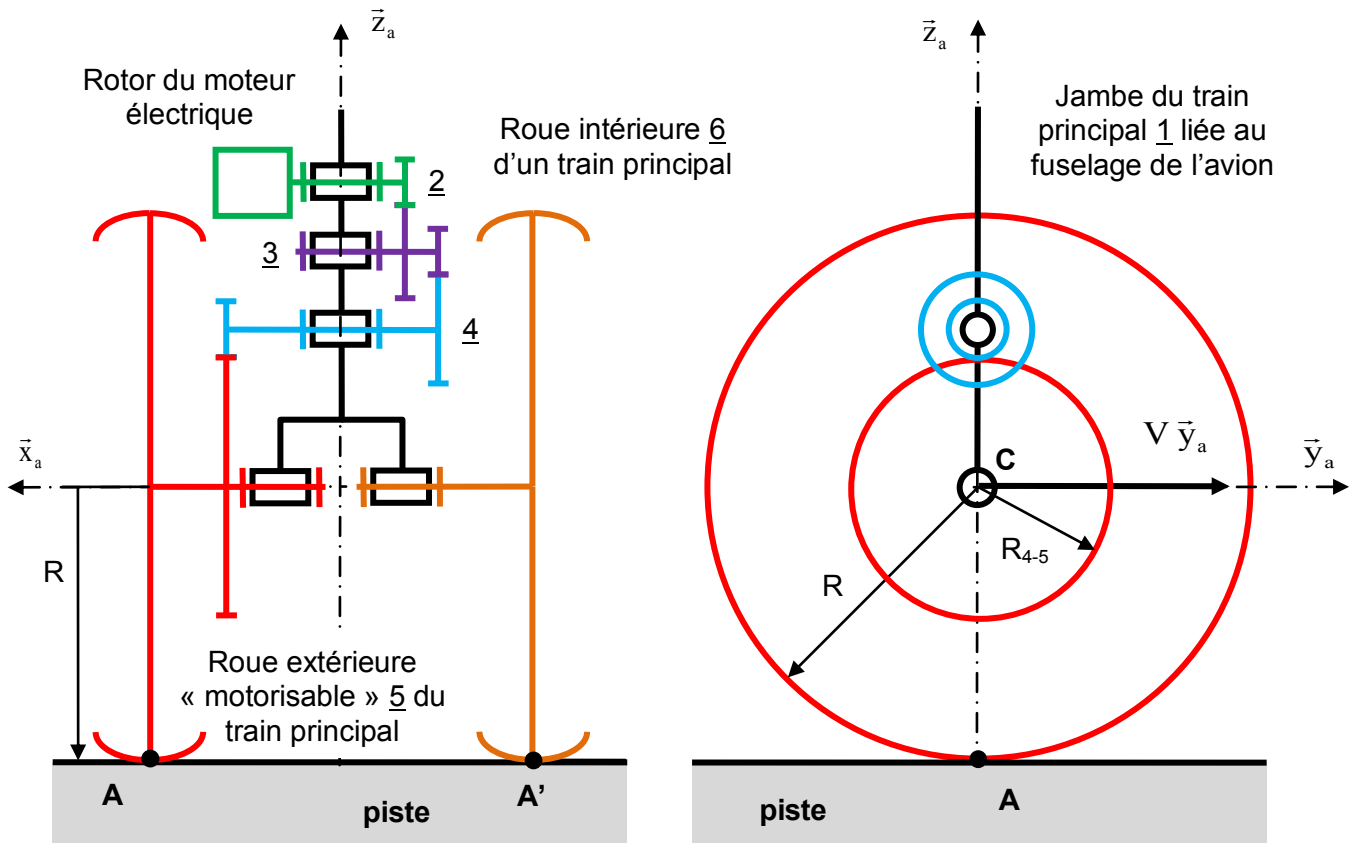 z⃗ₐ
Rotor du moteur
électrique
Roue intérieure 6
d'un train principal
2
3
4
x⃗ₐ
R
Roue extérieure
« motorisable » 5 du
train principal
A
A'
piste
z⃗ₐ
Jambe du train
principal 1 liée au
fuselage de l'avion
V y⃗ₐ
y⃗ₐ
C
R₄₋₅
R
piste
A